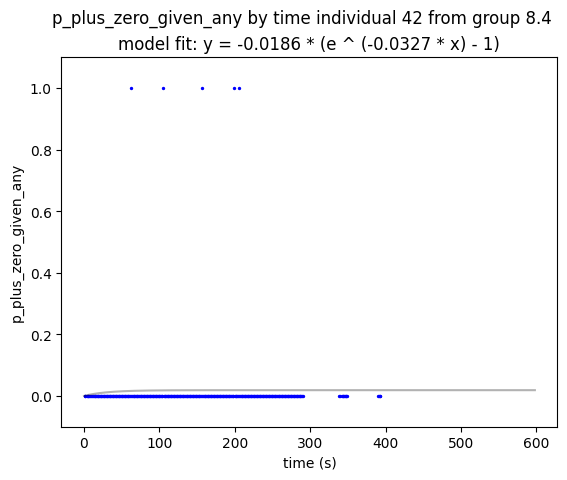 p_plus_zero_given_any by time individual 42 from group 8.4
model fit: y = -0.0186 * (e ^ (-0.0327 * x) - 1)
1.0
0.8
0.6
0.4
0.2
0.0
p_plus_zero_given_any
0 100 200 300 400 500 600
time (s)